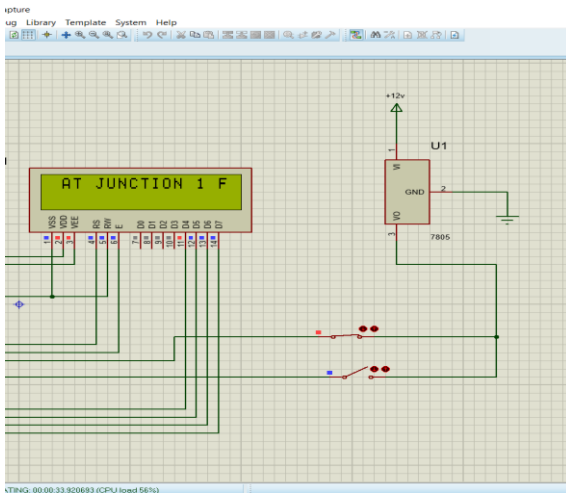 apture
ug Library Template System Help
+12v
U1
1
VI
AT JUNCTION 1 F
GND 2
VO
3
7805
VSS VDD VEE RS RW E D0 D1 D2 D3 D4 D5 D6 D7
1 2 3 4 5 6 7 8 9 10 11 12 13 14
ATING: 00:00:33.920693 (CPU load 56%)